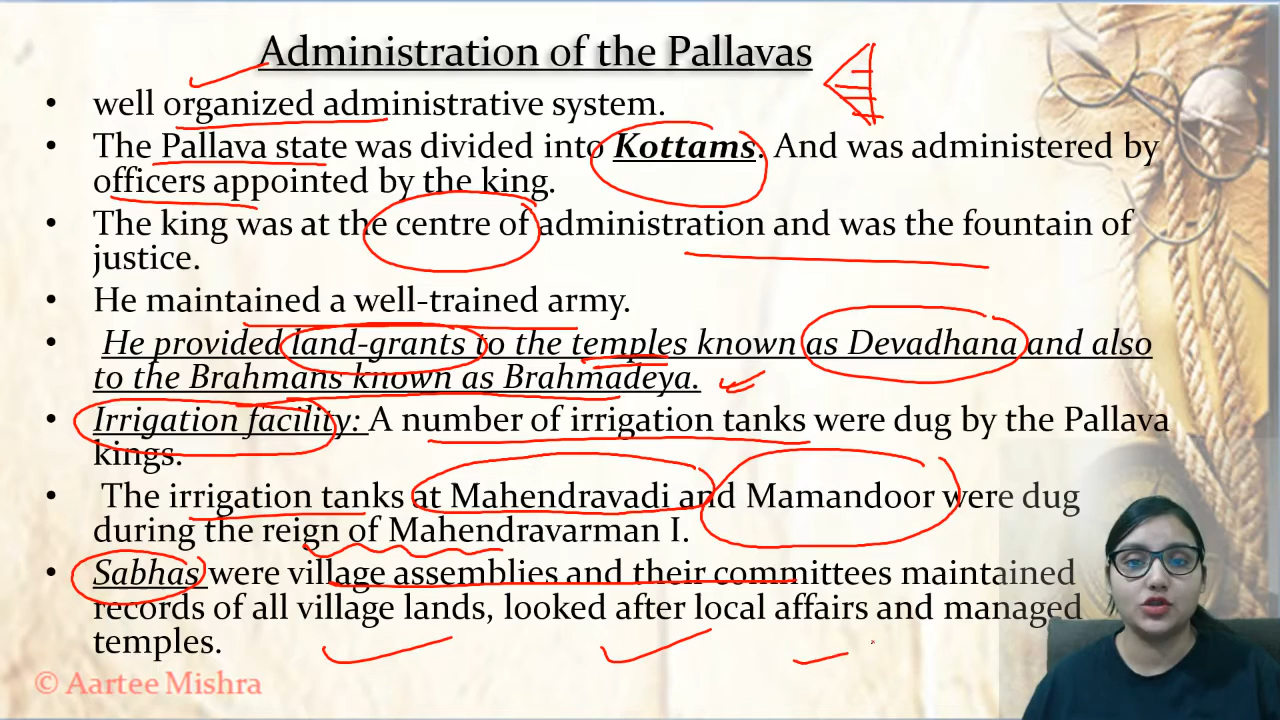 Administration of the Pallavas
• well organized administrative system.
• The Pallava state was divided into Kottams. And was administered by
officers appointed by the king.
• The king was at the centre of administration and was the fountain of
justice.
• He maintained a well-trained army.
• He provided land-grants to the temples known as Devadhana and also
to the Brahmans known as Brahmadeya.
• Irrigation facility: A number of irrigation tanks were dug by the Pallava
kings.
• The irrigation tanks at Mahendravadi and Mamandoor were dug
during the reign of Mahendravarman I.
• Sabhas were village assemblies and their committees maintained
records of all village lands, looked after local affairs and managed
temples.
© Aartee Mishra